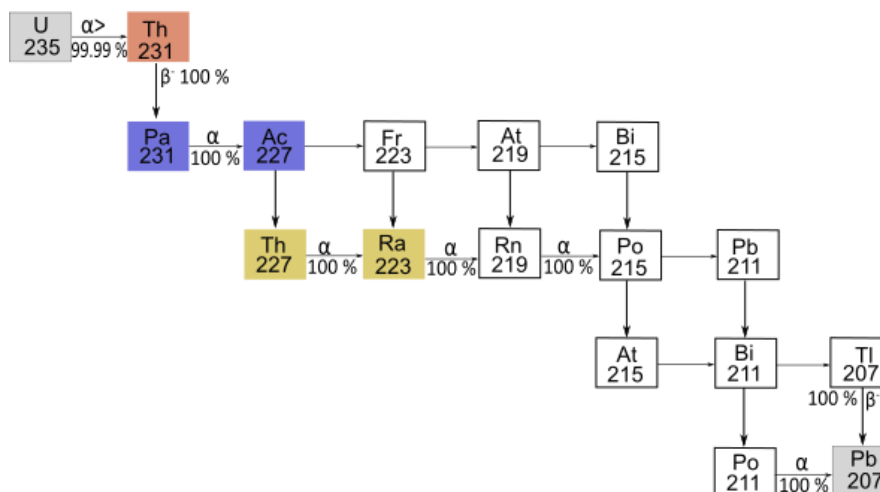 U
235
α>
99.99 %
Th
231
β⁻ 100 %
Pa
231
α
100 %
Ac
227
Fr
223
At
219
Bi
215
Th
227
α
100 %
Ra
223
α
100 %
Rn
219
α
100 %
Po
215
Pb
211
At
215
Bi
211
Tl
207
100 % β⁻
Po
211
α
100 %
Pb
207